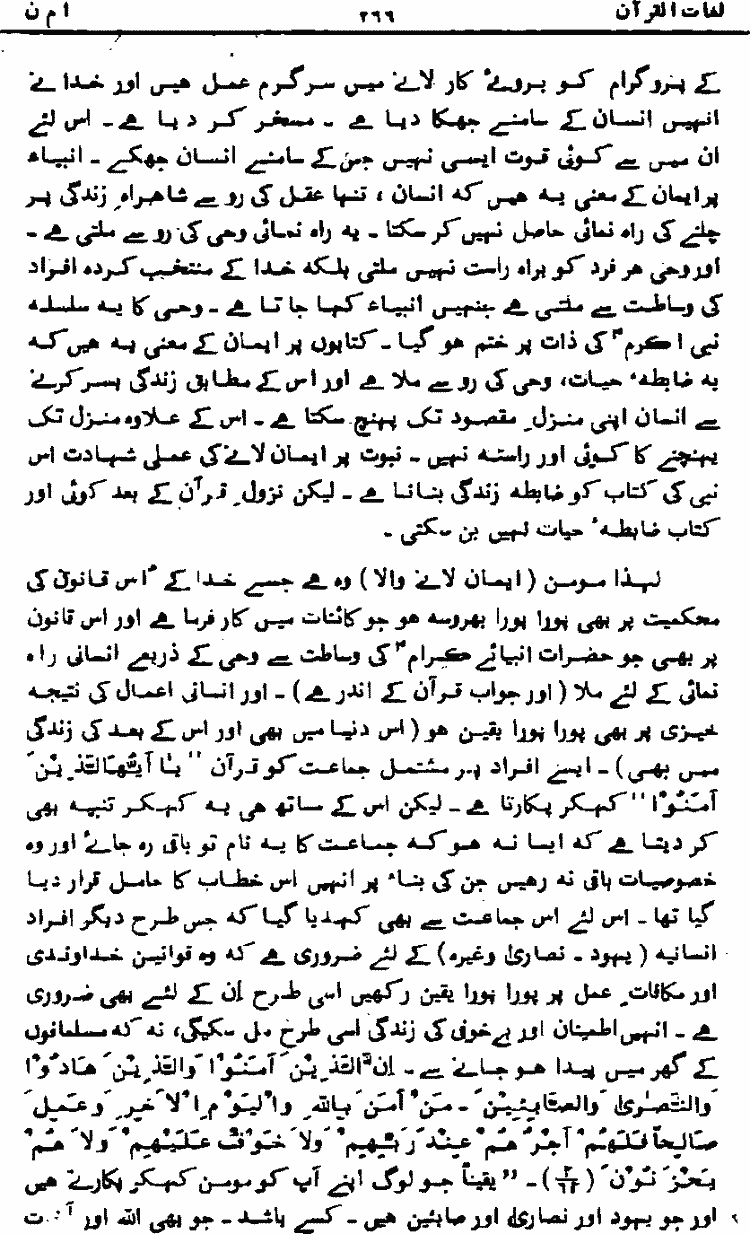 لغات القرآن ۲۶۶ ا م ن
کے پروگرام کو بروئے کار لانے میں سرگرم عمل ہیں اور خدا نے
انہیں انسان کے سامنے جھکا دیا ہے ۔ مسخر کر دیا ہے ۔ اس لئے
ان میں سے کوئی قوت ایسی نہیں جس کے سامنے انسان جھکے ۔ انبیاء
پر ایمان کے معنی یہ ہیں کہ انسان ، تنہا عقل کی رو سے شاہراہِ زندگی پر
چلنے کی راہ نمائی حاصل نہیں کر سکتا ۔ یہ راہ نمائی وحی کی رو سے ملتی ہے ۔
اور وحی ہر فرد کو براہ راست نہیں ملتی بلکہ خدا کے منتخب کردہ افراد
کی وساطت سے ملتی ہے جنہیں انبیاء کہا جاتا ہے ۔ وحی کا یہ سلسلہ
نبی اکرمؐ کی ذات پر ختم ہو گیا ۔ کتابوں پر ایمان کے معنی یہ ہیں کہ
یہ ضابطہٴ حیات، وحی کی رو سے ملا ہے اور اس کے مطابق زندگی بسر کرنے
سے انسان اپنی منزلِ مقصود تک پہنچ سکتا ہے ۔ اس کے علاوہ منزل تک
پہنچنے کا کوئی اور راستہ نہیں ۔ نبوت پر ایمان لانے کی عملی شہادت اس
نبی کی کتاب کو ضابطہ زندگی بنانا ہے ۔ لیکن نزولِ قرآن کے بعد کوئی اور
کتاب ضابطہٴ حیات نہیں بن سکتی ۔
لہذا مومن ( ایمان لانے والا ) وہ ہے جسے خدا کے اس قانون کی
محکمیت پر بھی پورا پورا بھروسہ ہو جو کائنات میں کار فرما ہے اور اس قانون
پر بھی جو حضرات انبیائے کرامؑ کی وساطت سے وحی کے ذریعے انسانی راہ
نمائی کے لئے ملا ( اور جواب قرآن کے اندر ہے ) ۔ اور انسانی اعمال کی نتیجہ
خیزی پر بھی پورا پورا یقین ہو ( اس دنیا میں بھی اور اس کے بعد کی زندگی
میں بھی ) ۔ ایسے افراد پر مشتمل جماعت کو قرآن ’’ یٰاَ اَیُّھَا الَّذِیْنَ
اٰمَنُوْا ‘‘ کہکر پکارتا ہے ۔ لیکن اس کے ساتھ ہی یہ کہکر تنبیہ بھی
کر دیتا ہے کہ ایسا نہ ہو کہ جماعت کا یہ نام تو باقی رہ جائے اور وہ
خصوصیات باقی نہ رہیں جن کی بناء پر انہیں اس خطاب کا حامل قرار دیا
گیا تھا ۔ اس لئے اس جماعت سے بھی کہدیا گیا کہ جس طرح دیگر افراد
انسانیہ ( یہود ۔ نصاریٰ وغیرہ ) کے لئے ضروری ہے کہ وہ قوانین خداوندی
اور مکافاتِ عمل پر پورا پورا یقین رکھیں اسی طرح اِن کے لئے بھی ضروری
ہے ۔ انہیں اطمینان اور بے خوفی کی زندگی اسی طرح مل سکیگی، نہ کہ مسلمانوں
کے گھر میں پیدا ہو جانے سے ۔ اِنَّ الَّذِیْنَ اٰمَنُوْا وَالَّذِیْنَ ھَادُوْا
وَالنَّصٰرٰی وَالصَّابِئِیْنَ ۔ مَنْ اٰمَنَ بِاللّٰہِ وَالْیَوْمِ الْاٰخِرِ وَعَمِلَ
صَالِحاً فَلَھُمْ اَجْرُھُمْ عِنْدَ رَبِّھِمْ وَلَا خَوْفٌ عَلَیْھِمْ وَلَا ھُمْ
یَحْزَنُوْنَ (۲/۶۲) ۔ ’’ یقیناً جو لوگ اپنے آپ کو مومن کہکر پکارتے ہیں
اور جو یہود اور نصاریٰ اور صابئین ہیں ۔ کسے باشد ۔ جو بھی اللہ اور